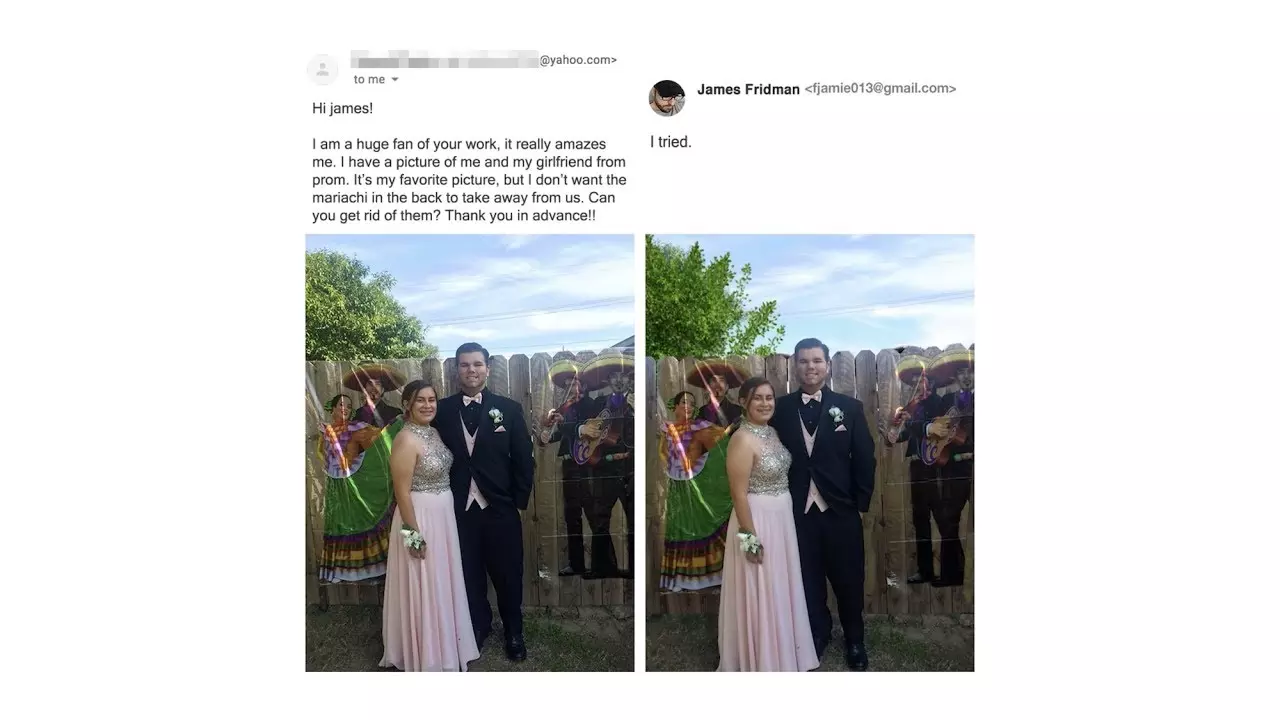 @yahoo.com>
to me
Hi james!
I am a huge fan of your work, it really amazes
me. I have a picture of me and my girlfriend from
prom. It's my favorite picture, but I don't want the
mariachi in the back to take away from us. Can
you get rid of them? Thank you in advance!!
James Fridman <fjamie013@gmail.com>
I tried.